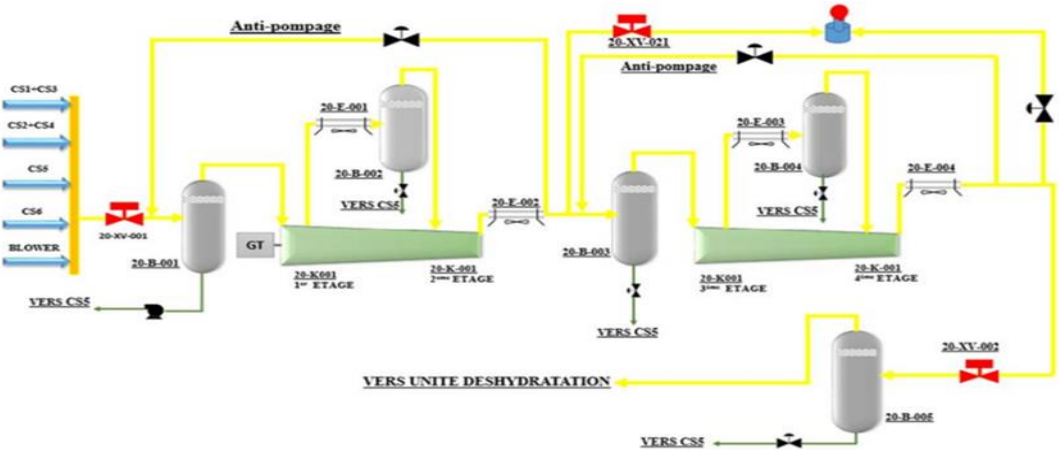 Anti-pompage
20-XV-021
Anti-pompage
CS1+CS3
CS2+CS4
CS5
CS6
BLOWER
20-XV-001
20-B-001
VERS CS5
GT
20-E-001
20-B-002
VERS CS5
20-K001
1er ETAGE
20-K-001
2ème ETAGE
20-E-002
20-B-003
VERS CS5
20-E-003
20-B-004
VERS CS5
20-K001
3ème ETAGE
20-K-001
4ème ETAGE
20-E-004
20-XV-002
20-B-005
VERS UNITE DESHYDRATATION
VERS CS5